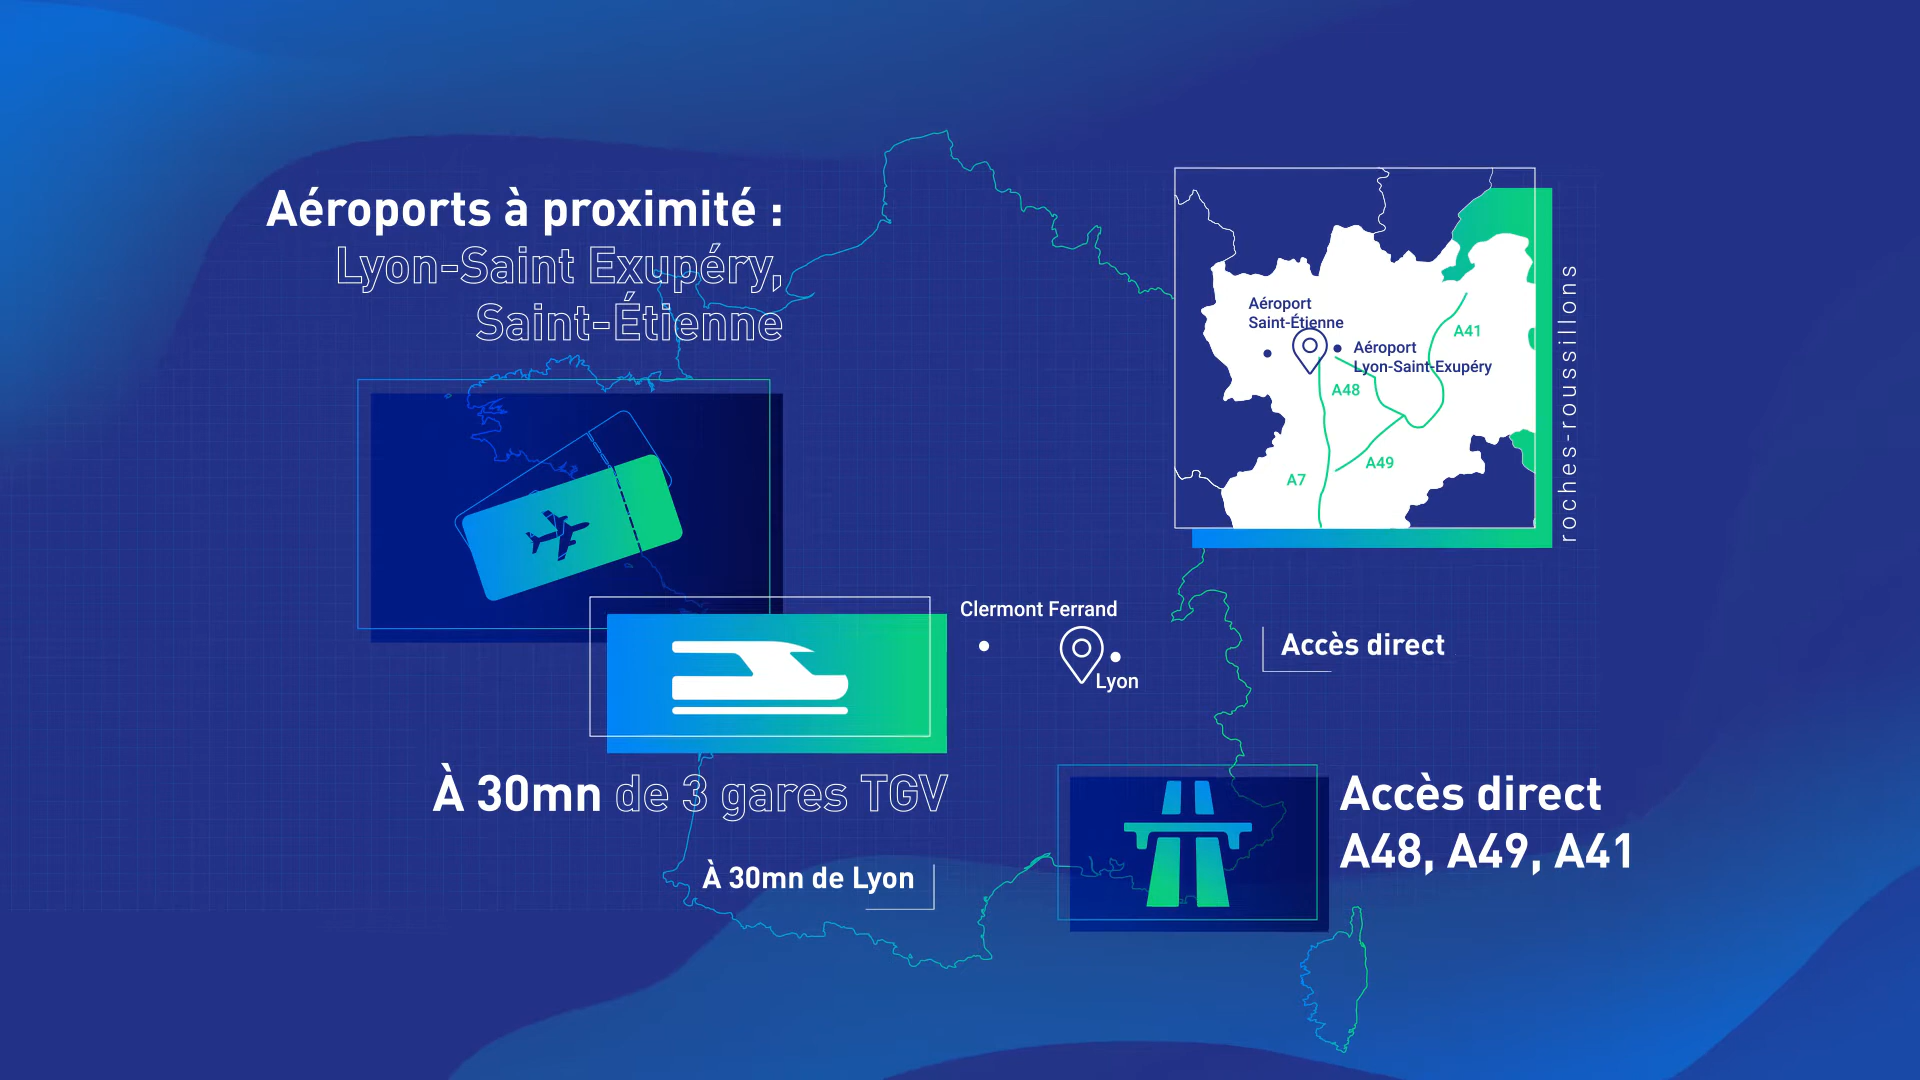 Aéroports à proximité :
Lyon-Saint Exupéry,
Saint-Étienne
Aéroport
Saint-Étienne
Aéroport
Lyon-Saint-Exupéry
A41
A48
A49
A7
roches-roussillons
Clermont Ferrand
Lyon
Accès direct
À 30mn de 3 gares TGV
À 30mn de Lyon
Accès direct
A48, A49, A41